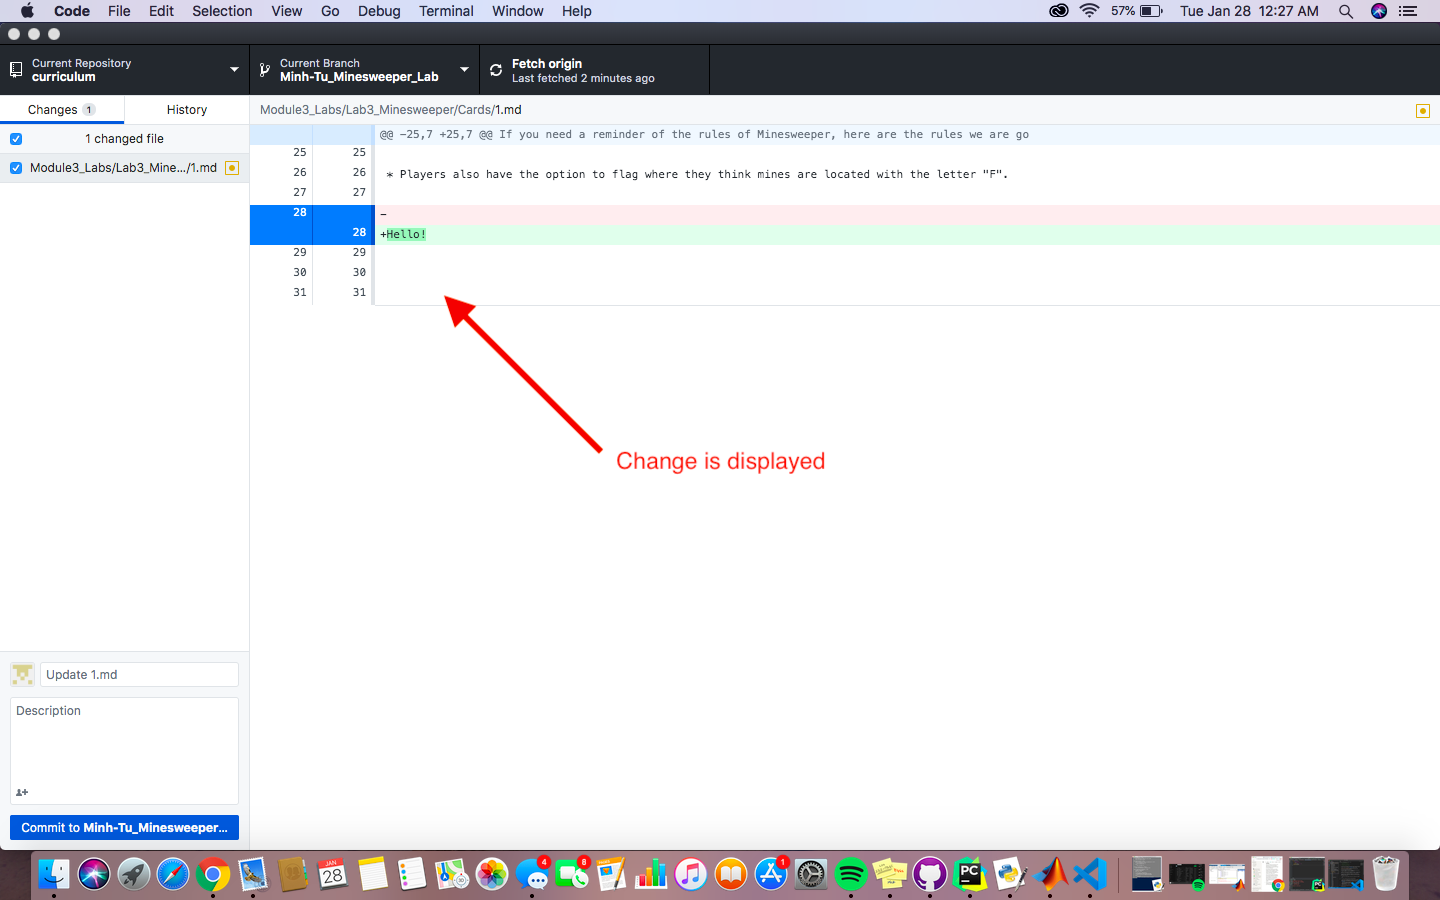 Code File Edit Selection View Go Debug Terminal Window Help 57% Tue Jan 28 12:27 AM
Current Repository
curriculum
Current Branch
Minh-Tu_Minesweeper_Lab
Fetch origin
Last fetched 2 minutes ago
Changes 1 History
Module3_Labs/Lab3_Minesweeper/Cards/1.md
1 changed file
Module3_Labs/Lab3_Mine.../1.md
@@ -25,7 +25,7 @@ If you need a reminder of the rules of Minesweeper, here are the rules we are go
25 25
26 26 * Players also have the option to flag where they think mines are located with the letter "F".
27 27
28 -
28 +Hello!
29 29
30 30
31 31
Change is displayed
Update 1.md
Description
Commit to Minh-Tu_Minesweeper...
JAN
28
4
8
1
PC